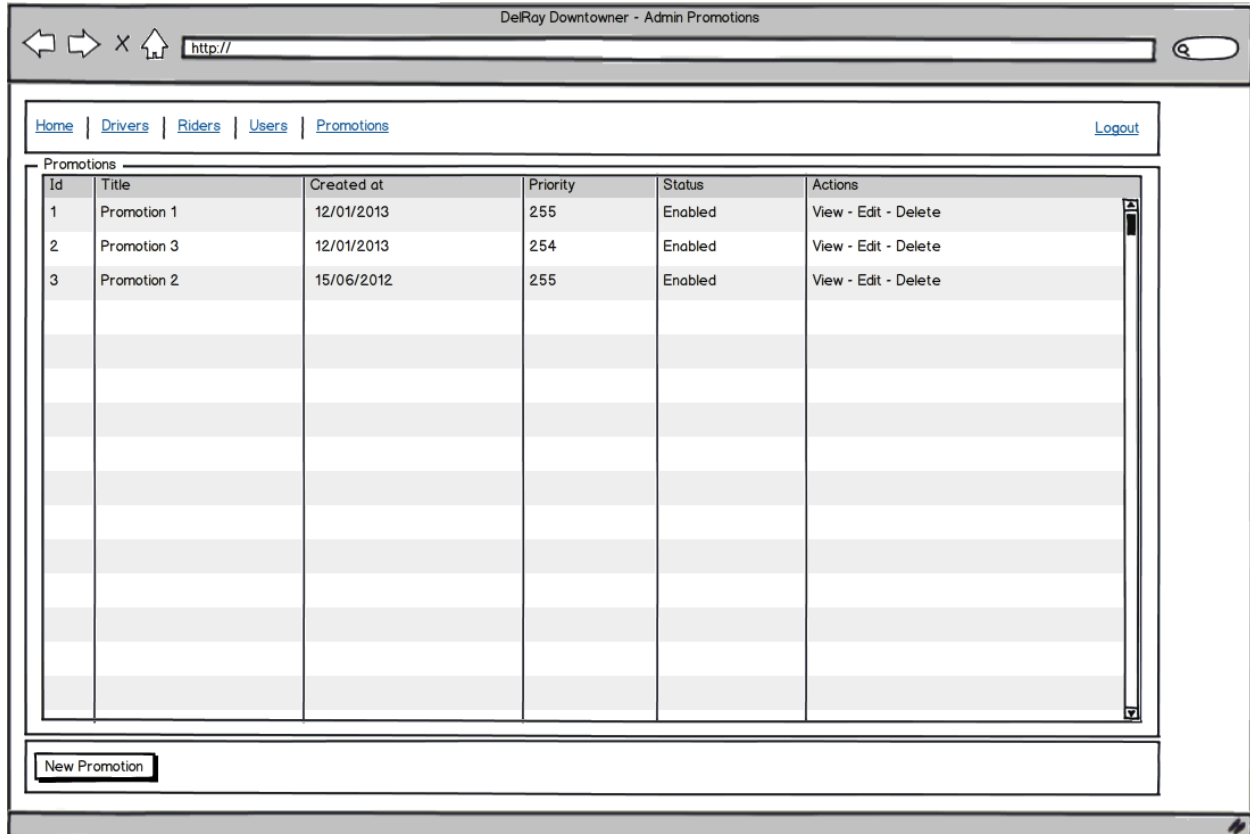 DelRay Downtowner - Admin Promotions
http://
Home | Drivers | Riders | Users | Promotions Logout
Promotions
Id Title Created at Priority Status Actions
1 Promotion 1 12/01/2013 255 Enabled View - Edit - Delete
2 Promotion 3 12/01/2013 254 Enabled View - Edit - Delete
3 Promotion 2 15/06/2012 255 Enabled View - Edit - Delete
New Promotion